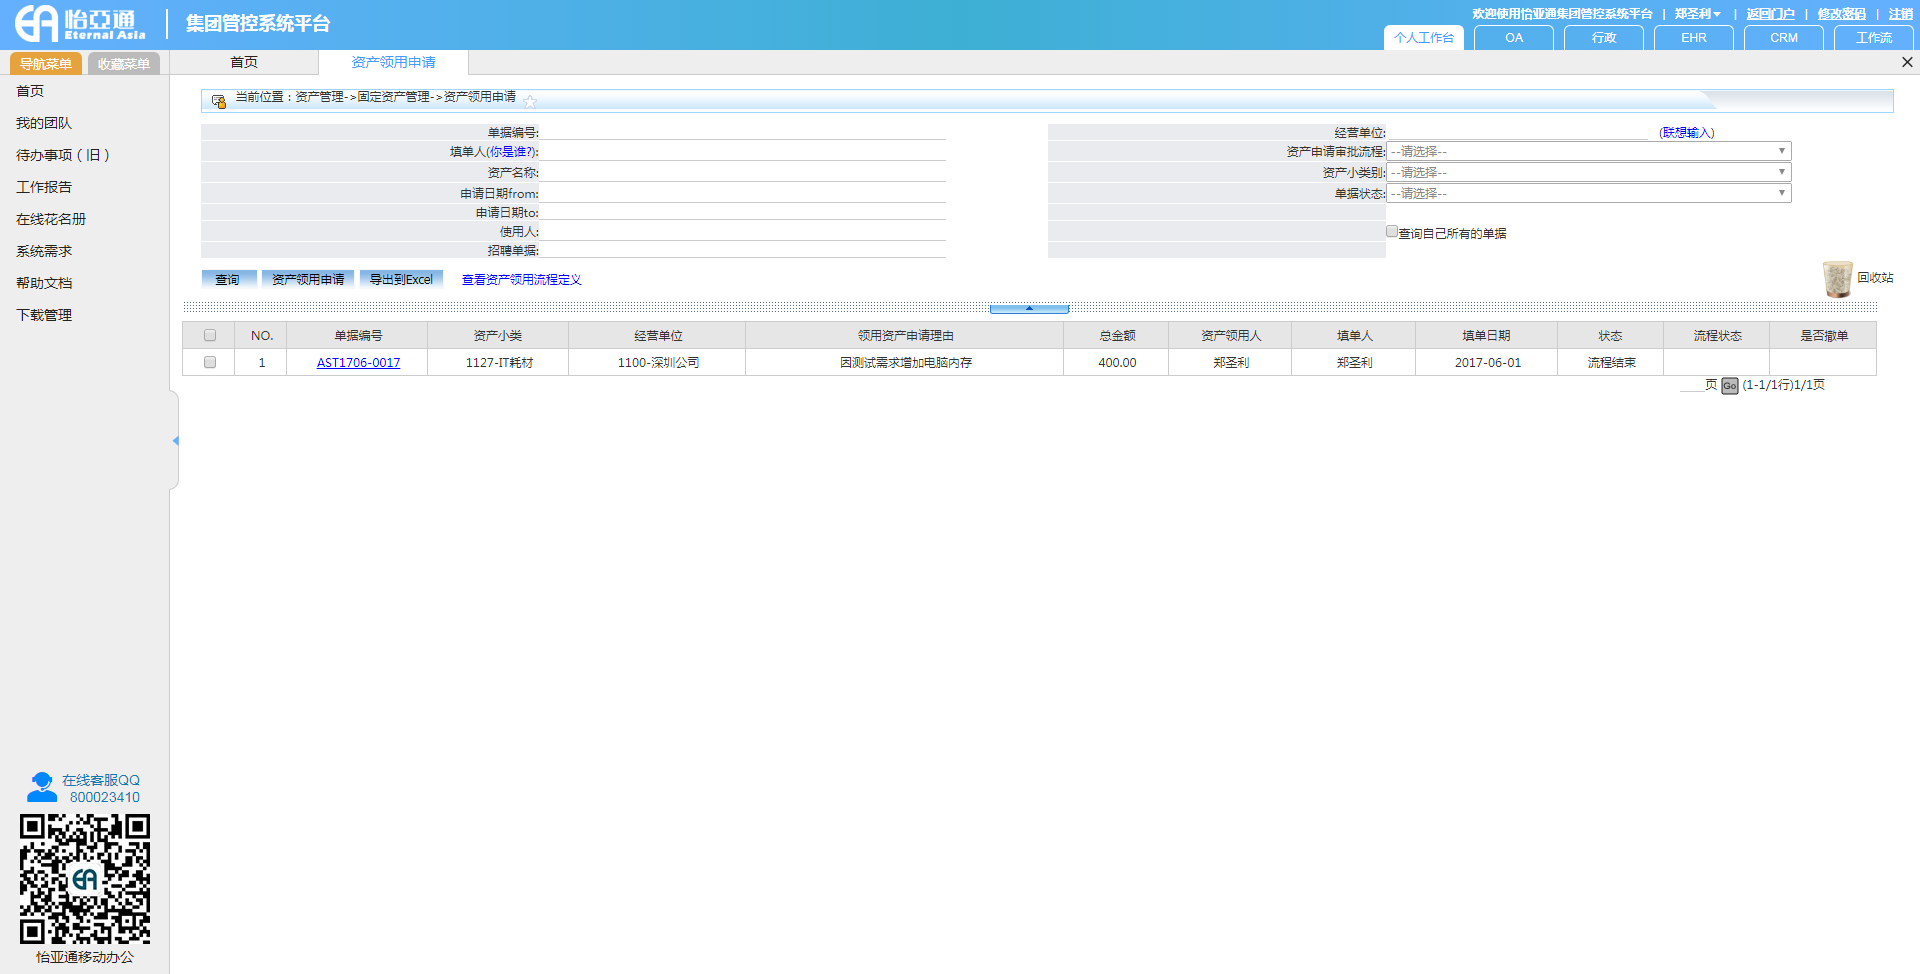 怡亞通
Eternal Asia
集团管控系统平台
欢迎使用怡亚通集团管控系统平台 | 郑圣利 | 返回门户 | 修改密码 | 注销
个人工作台 OA 行政 EHR CRM 工作流
导航菜单 收藏菜单 首页 资产领用申请
首页
我的团队
待办事项（旧）
工作报告
在线花名册
系统需求
帮助文档
下载管理
当前位置：资产管理->固定资产管理->资产领用申请
单据编号: 经营单位: (联想输入)
填单人(你是谁?): 资产申请审批流程: --请选择--
资产名称: 资产小类别: --请选择--
申请日期from: 单据状态: --请选择--
申请日期to:
使用人: 查询自己所有的单据
招聘单据:
查询 资产领用申请 导出到Excel 查看资产领用流程定义 回收站
NO. 单据编号 资产小类 经营单位 领用资产申请理由 总金额 资产领用人 填单人 填单日期 状态 流程状态 是否撤单
1 AST1706-0017 1127-IT耗材 1100-深圳公司 因测试需求增加电脑内存 400.00 郑圣利 郑圣利 2017-06-01 流程结束
页 Go (1-1/1行)1/1页
在线客服QQ
800023410
怡亚通移动办公